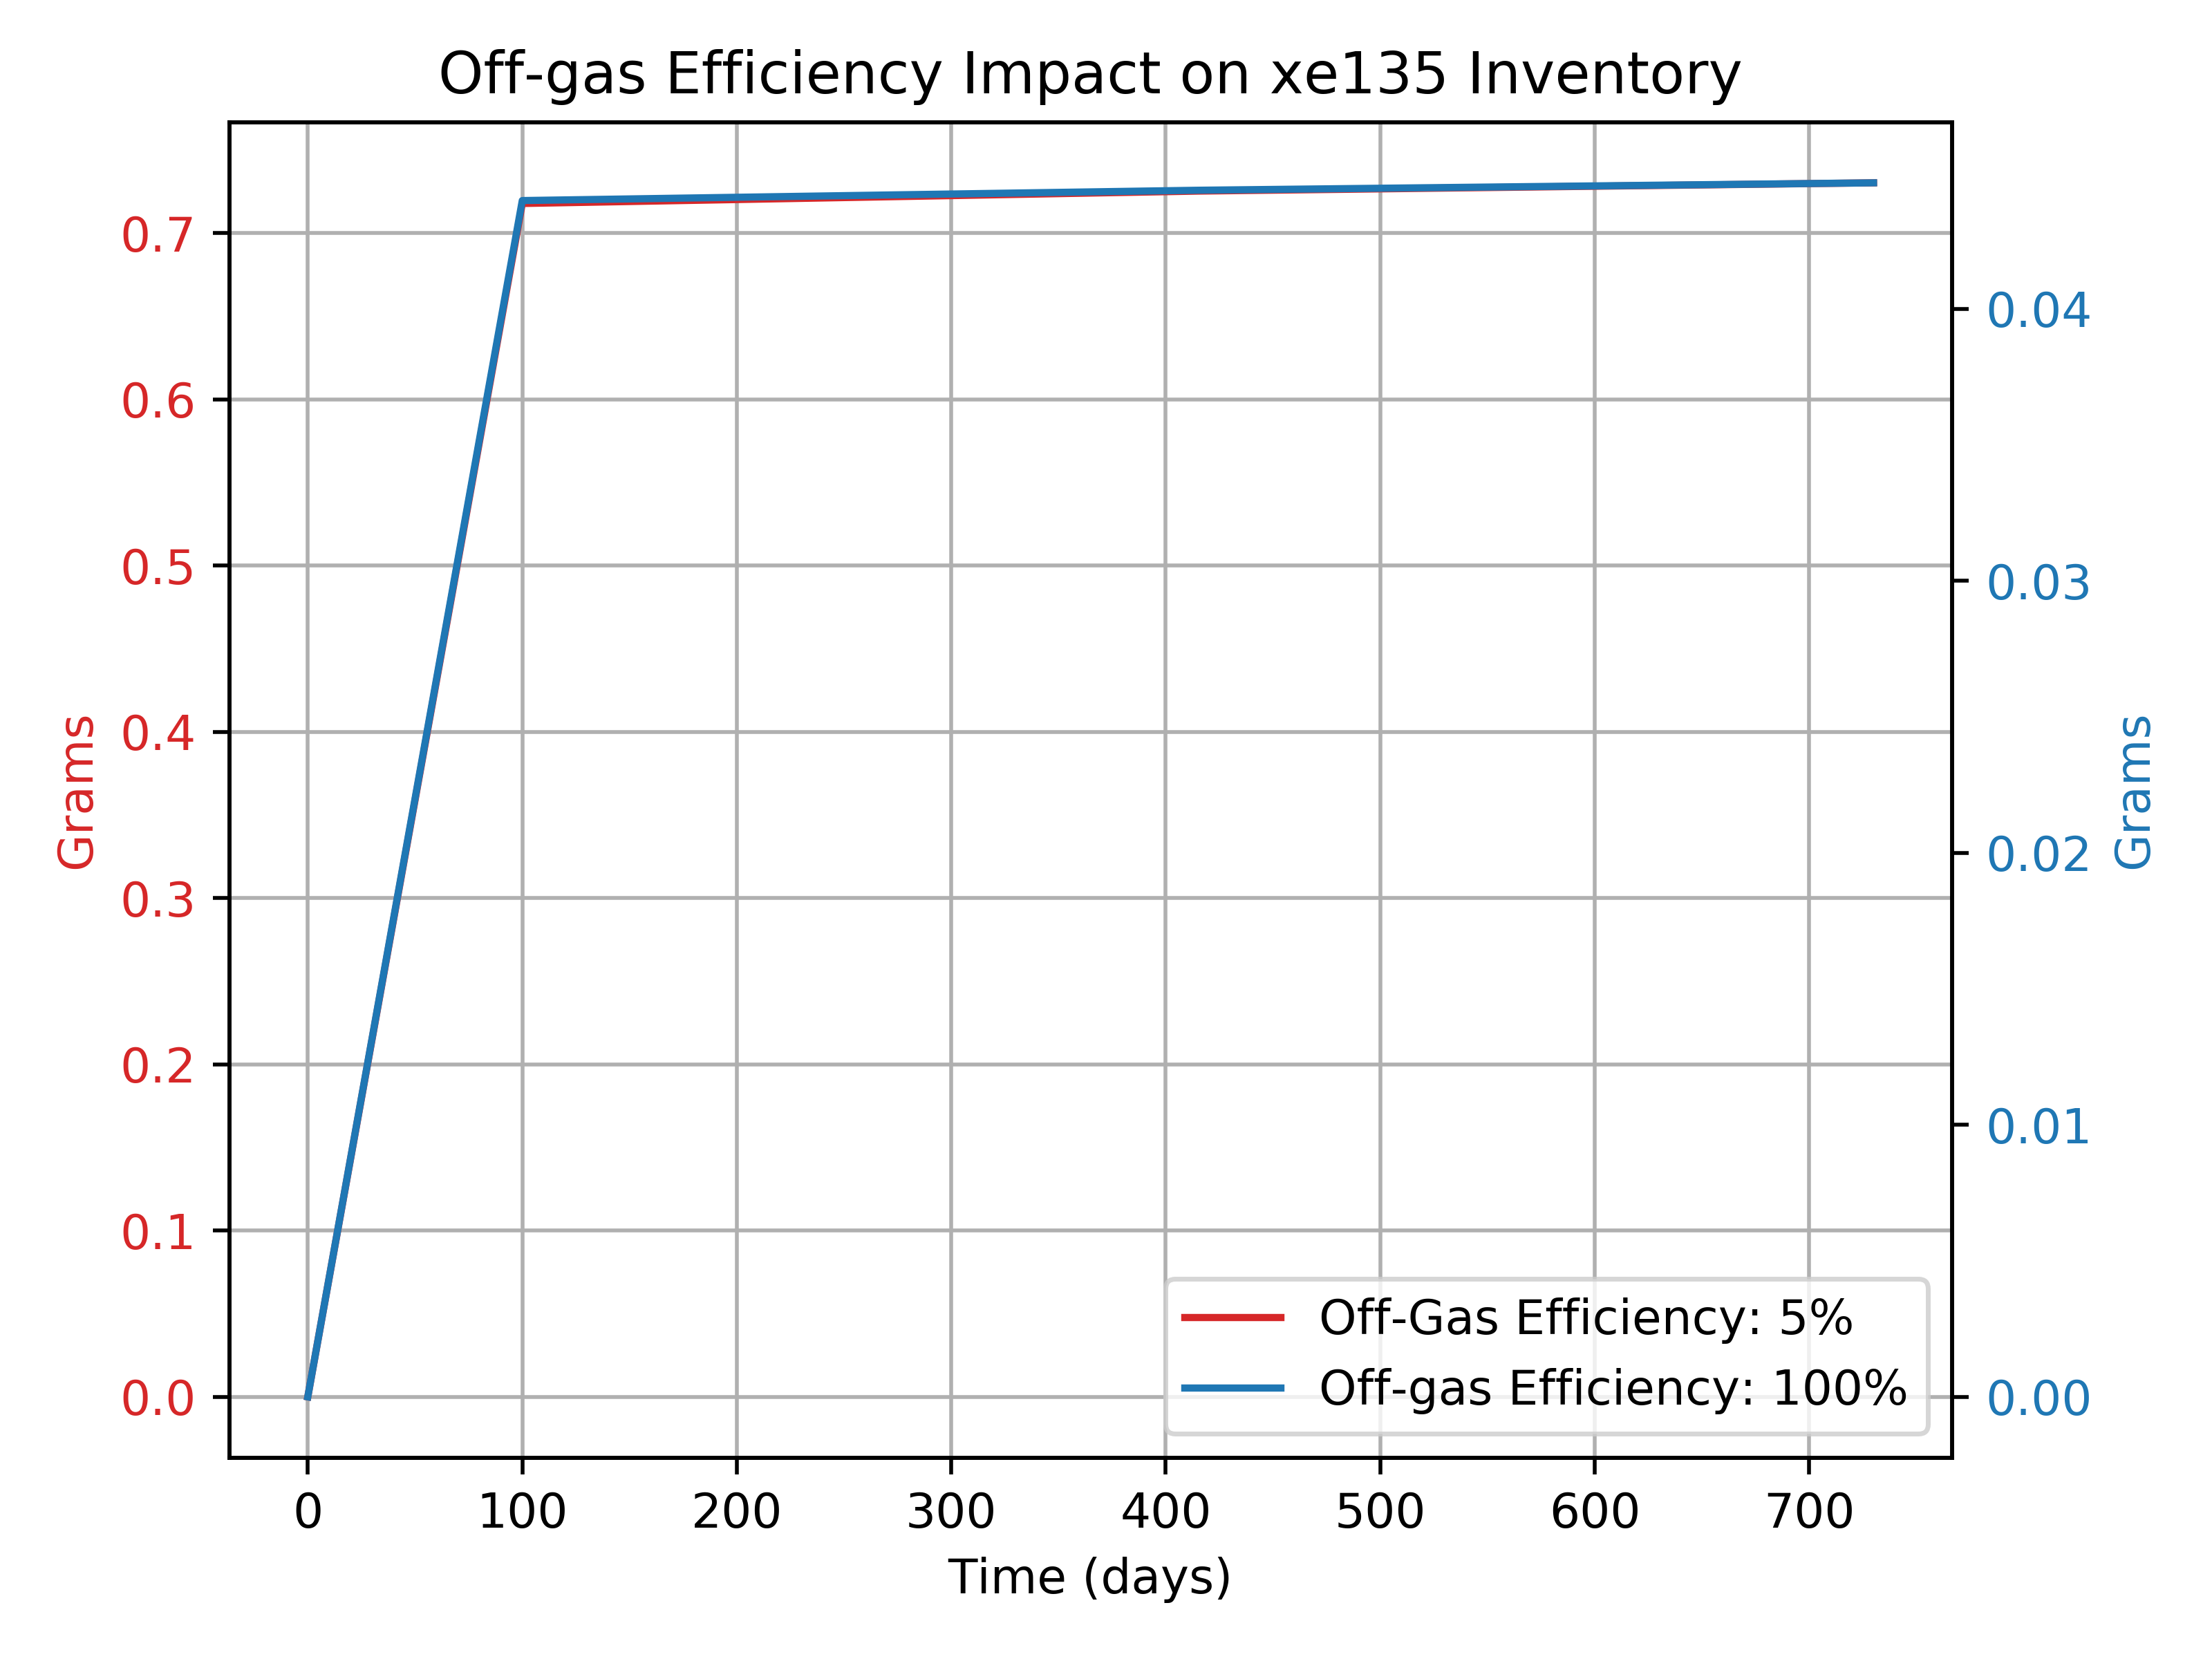 Off-gas Efficiency Impact on xe135 Inventory
0.7
0.6
0.5
0.4
0.3
0.2
0.1
0.0
Grams
0.04
0.03
0.02
0.01
0.00
Grams
Off-Gas Efficiency: 5%
Off-gas Efficiency: 100%
0 100 200 300 400 500 600 700
Time (days)